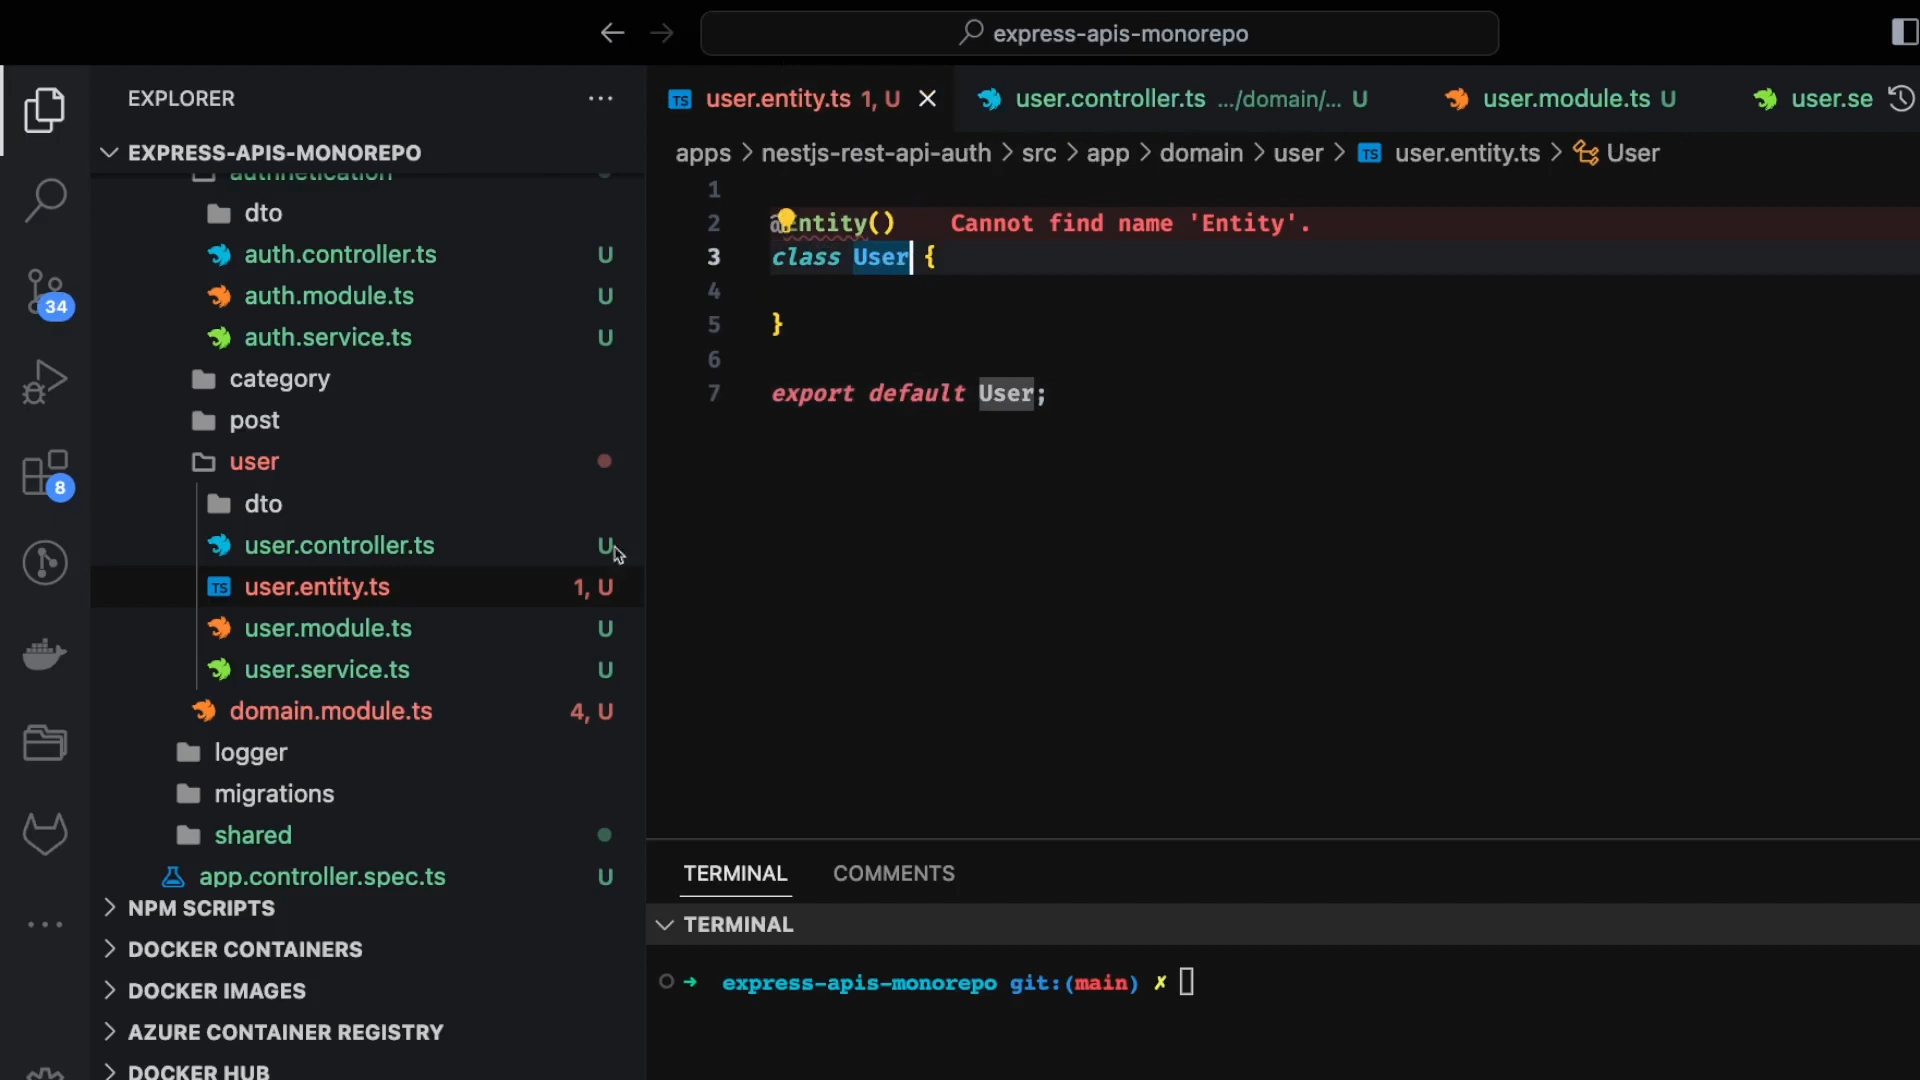 express-apis-monorepo
EXPLORER
EXPRESS-APIS-MONOREPO
authnetication
dto
auth.controller.ts U
auth.module.ts U
auth.service.ts U
category
post
user
dto
user.controller.ts U
user.entity.ts 1, U
user.module.ts U
user.service.ts U
domain.module.ts 4, U
logger
migrations
shared
app.controller.spec.ts U
NPM SCRIPTS
DOCKER CONTAINERS
DOCKER IMAGES
AZURE CONTAINER REGISTRY
DOCKER HUB
34
8
TS user.entity.ts 1, U
user.controller.ts .../domain/... U
user.module.ts U
user.se
apps > nestjs-rest-api-auth > src > app > domain > user > TS user.entity.ts > User
1
2 @Entity() Cannot find name 'Entity'.
3 class User {
4
5 }
6
7 export default User;
TERMINAL COMMENTS
TERMINAL
➜ express-apis-monorepo git:(main) ✗